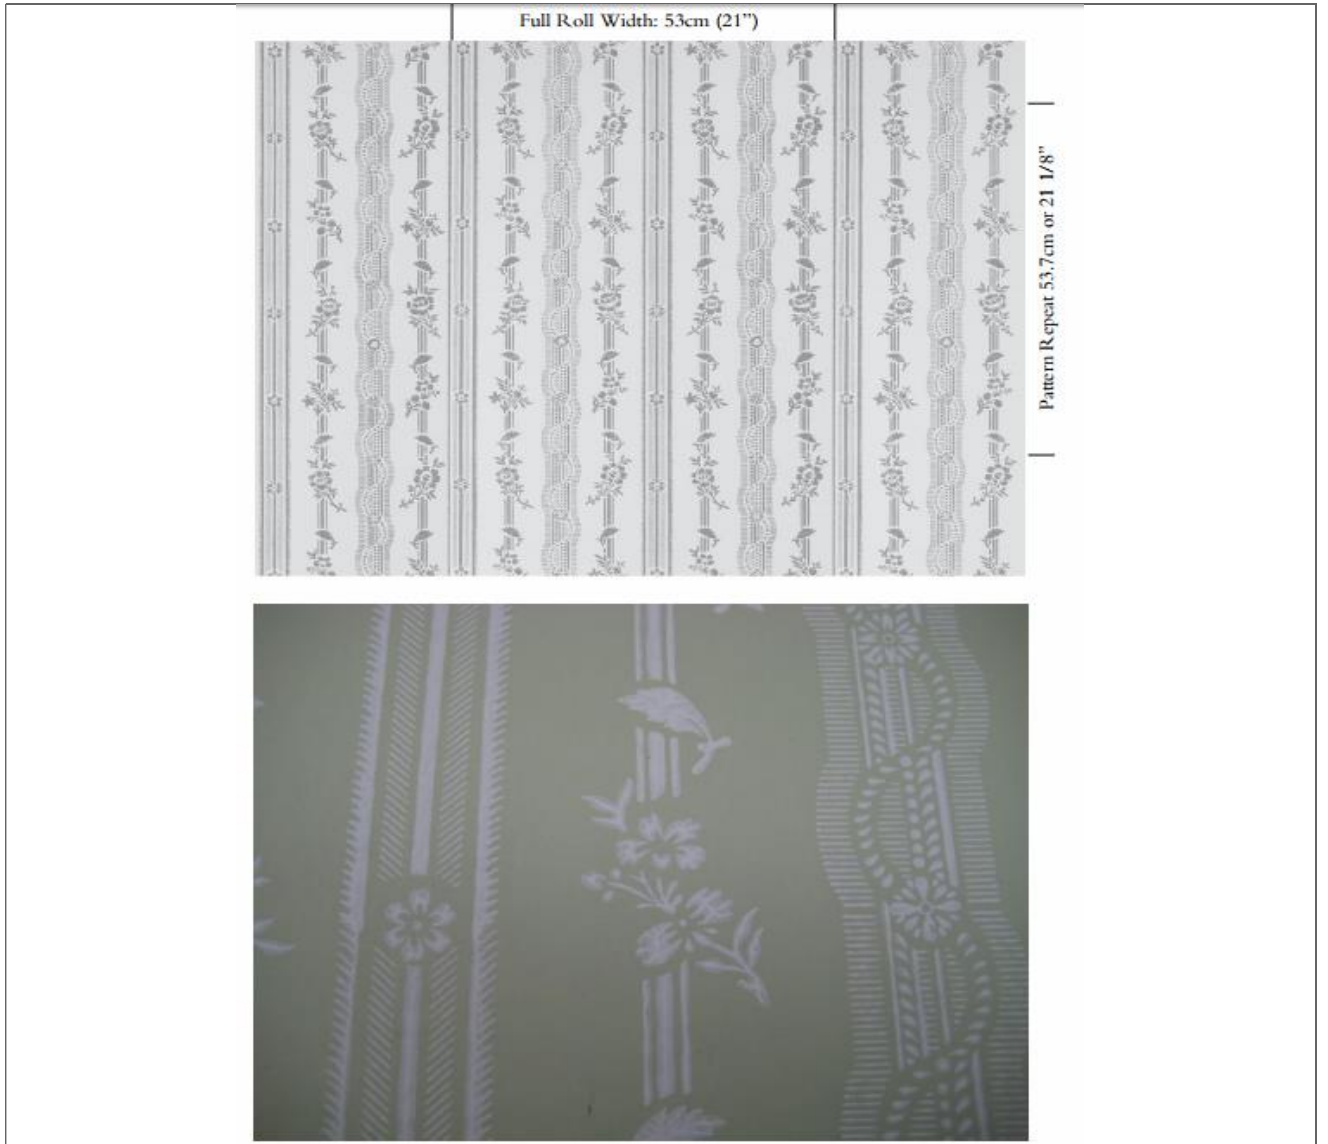 Full Roll Width: 53cm (21”)
Pattern Repeat 53.7cm or 21 1/8”